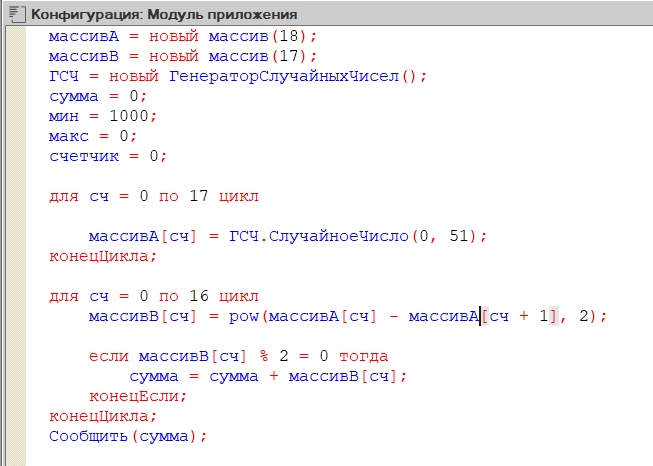 Конфигурация: Модуль приложения
массивА = новый массив(18);
массивВ = новый массив(17);
ГСЧ = новый ГенераторСлучайныхЧисел();
сумма = 0;
мин = 1000;
макс = 0;
счетчик = 0;
для сч = 0 по 17 цикл
массивА[сч] = ГСЧ.СлучайноеЧисло(0, 51);
конецЦикла;
для сч = 0 по 16 цикл
массивВ[сч] = pow(массивА[сч] - массивА[сч + 1], 2);
если массивВ[сч] % 2 = 0 тогда
сумма = сумма + массивВ[сч];
конецЕсли;
конецЦикла;
Сообщить(сумма);